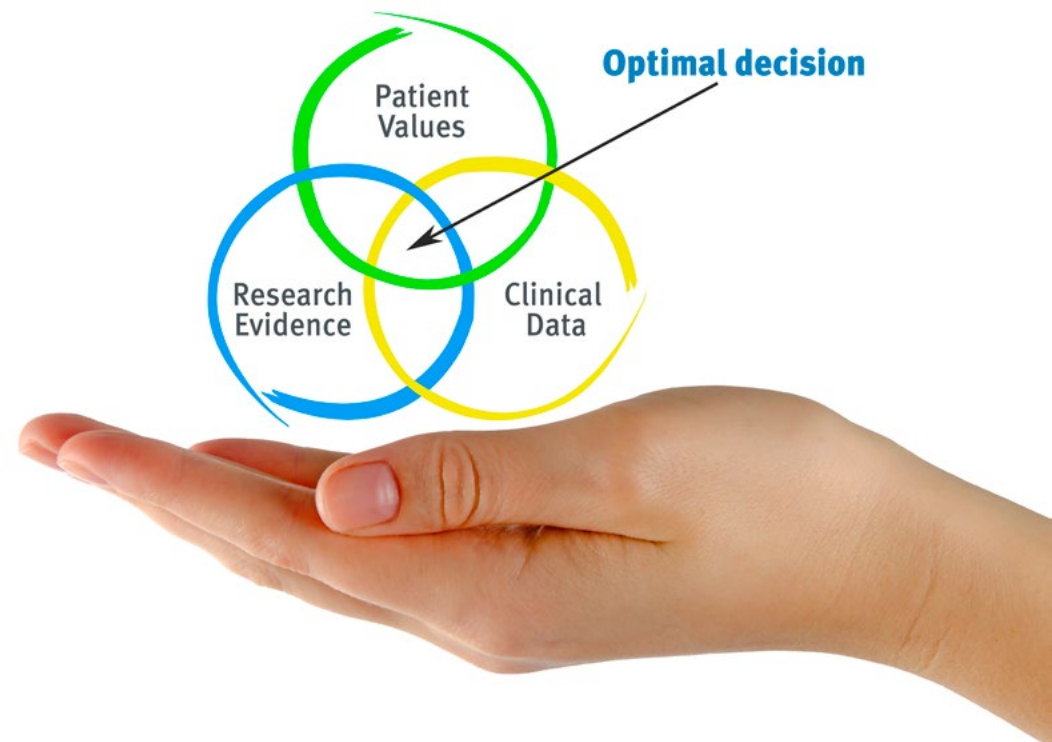 Optimal decision
Patient
Values
Research
Evidence
Clinical
Data